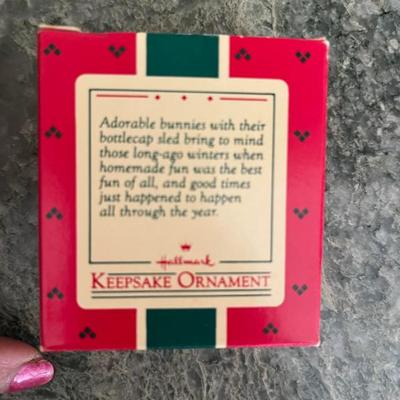 Adorable bunnies with their
bottlecap sled bring to mind
those long-ago winters when
homemade fun was the best
fun of all, and good times
just happened to happen
all through the year.
Hallmark
KEEPSAKE ORNAMENT